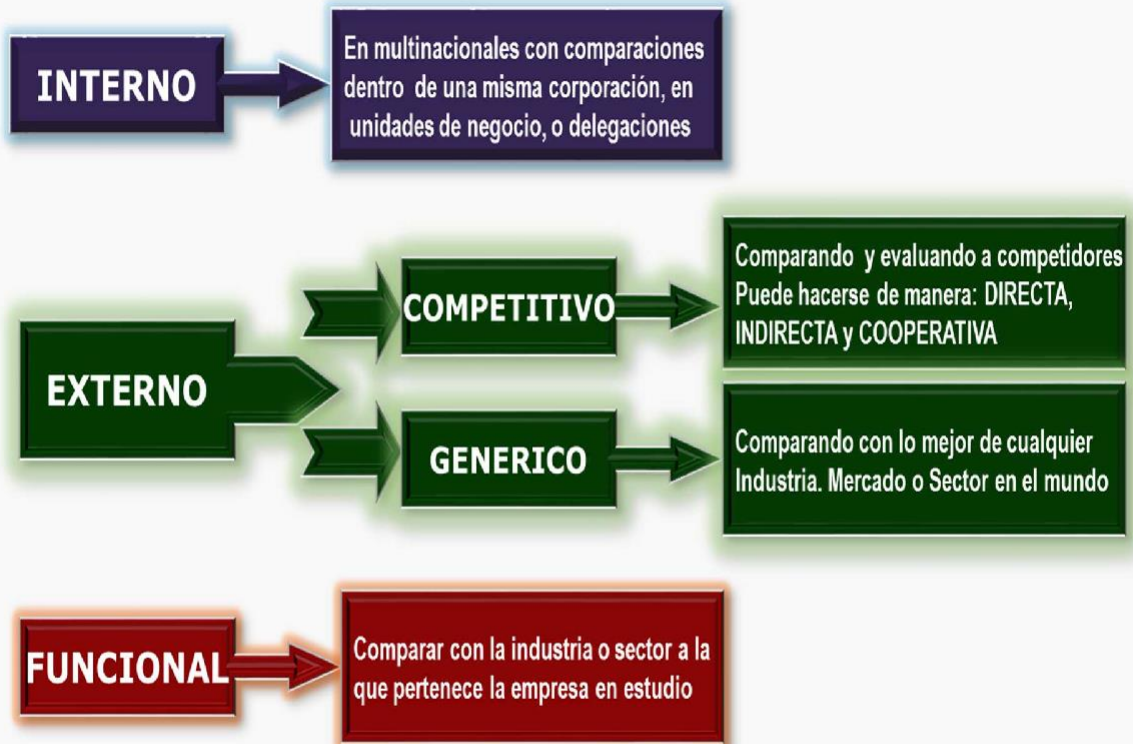 INTERNO
En multinacionales con comparaciones
dentro de una misma corporación, en
unidades de negocio, o delegaciones
EXTERNO
COMPETITIVO
Comparando y evaluando a competidores
Puede hacerse de manera: DIRECTA,
INDIRECTA y COOPERATIVA
GENERICO
Comparando con lo mejor de cualquier
Industria. Mercado o Sector en el mundo
FUNCIONAL
Comparar con la industria o sector a la
que pertenece la empresa en estudio